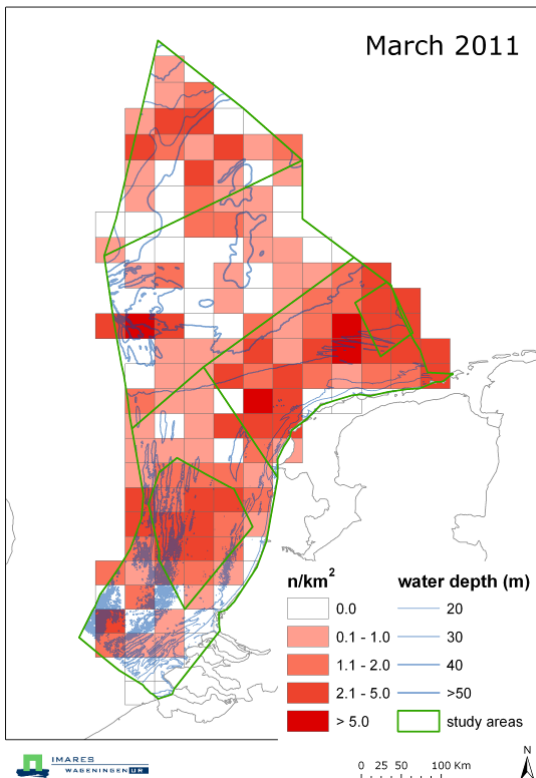 March 2011
n/km²
0.0
0.1 - 1.0
1.1 - 2.0
2.1 - 5.0
> 5.0
water depth (m)
20
30
40
>50
study areas
IMARES
WAGENINGEN UR
0 25 50 100 Km
N